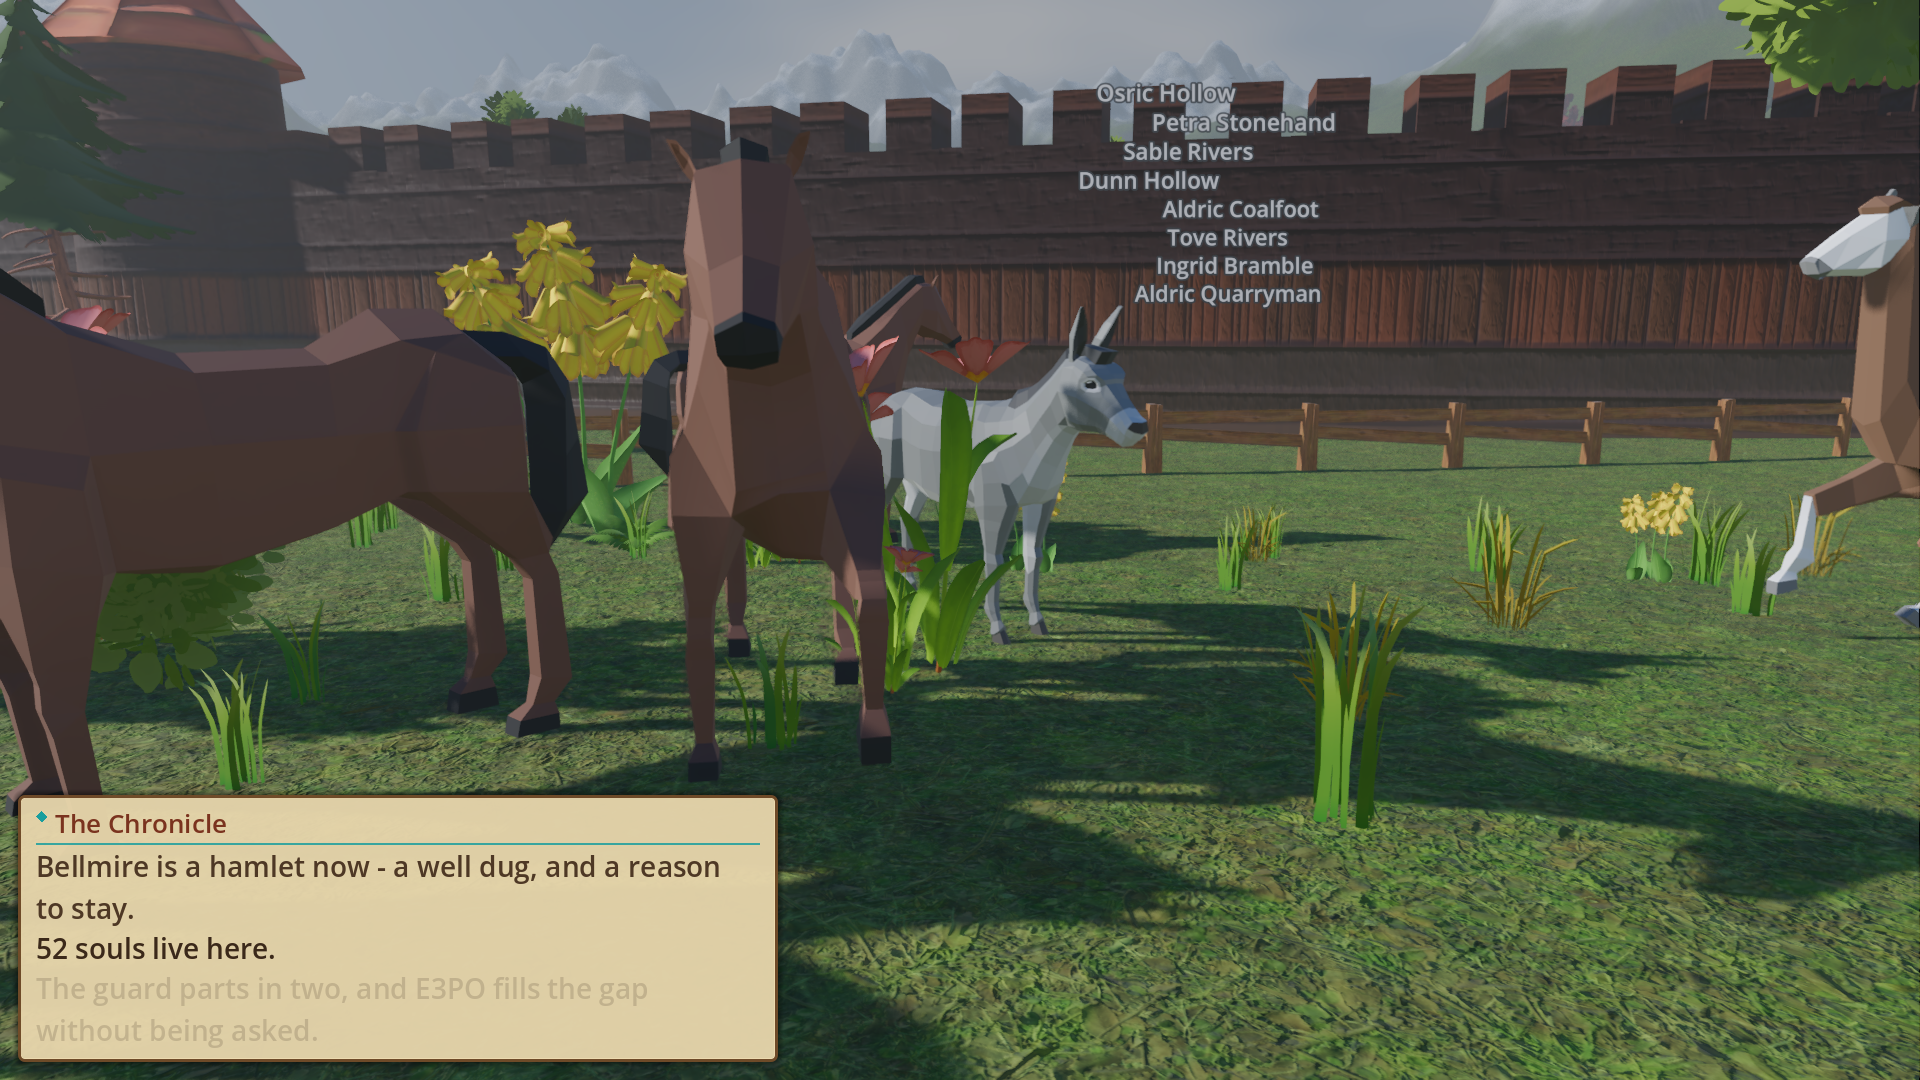 Osric Hollow
Petra Stonehand
Sable Rivers
Dunn Hollow
Aldric Coalfoot
Tove Rivers
Ingrid Bramble
Aldric Quarryman
The Chronicle
Bellmire is a hamlet now - a well dug, and a reason
to stay.
52 souls live here.
The guard parts in two, and E3PO fills the gap
without being asked.